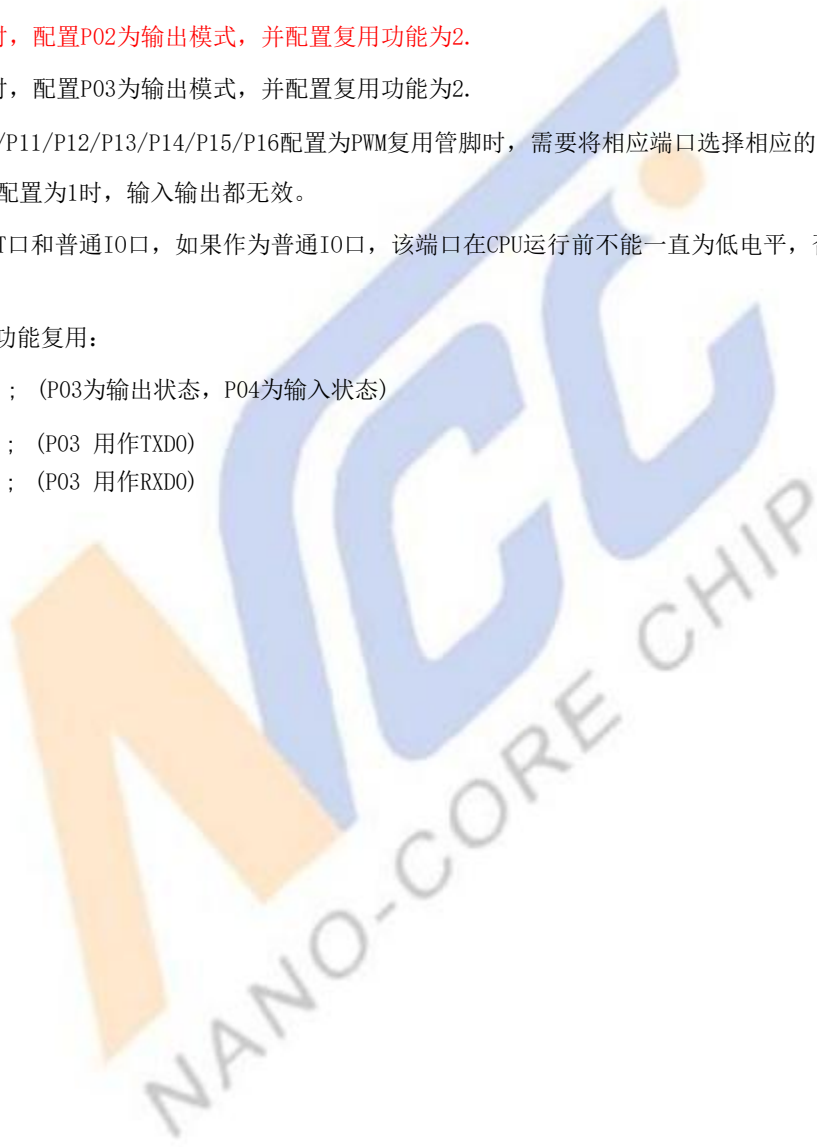 时，配置P02为输出模式，并配置复用功能为2.
时，配置P03为输出模式，并配置复用功能为2.
/P11/P12/P13/P14/P15/P16配置为PWM复用管脚时，需要将相应端口选择相应的
配置为1时，输入输出都无效。
T口和普通IO口，如果作为普通IO口，该端口在CPU运行前不能一直为低电平，
功能复用：
; (P03为输出状态，P04为输入状态)
; (P03 用作TXD0)
; (P03 用作RXD0)
NCC
NANO-CORE CHIP